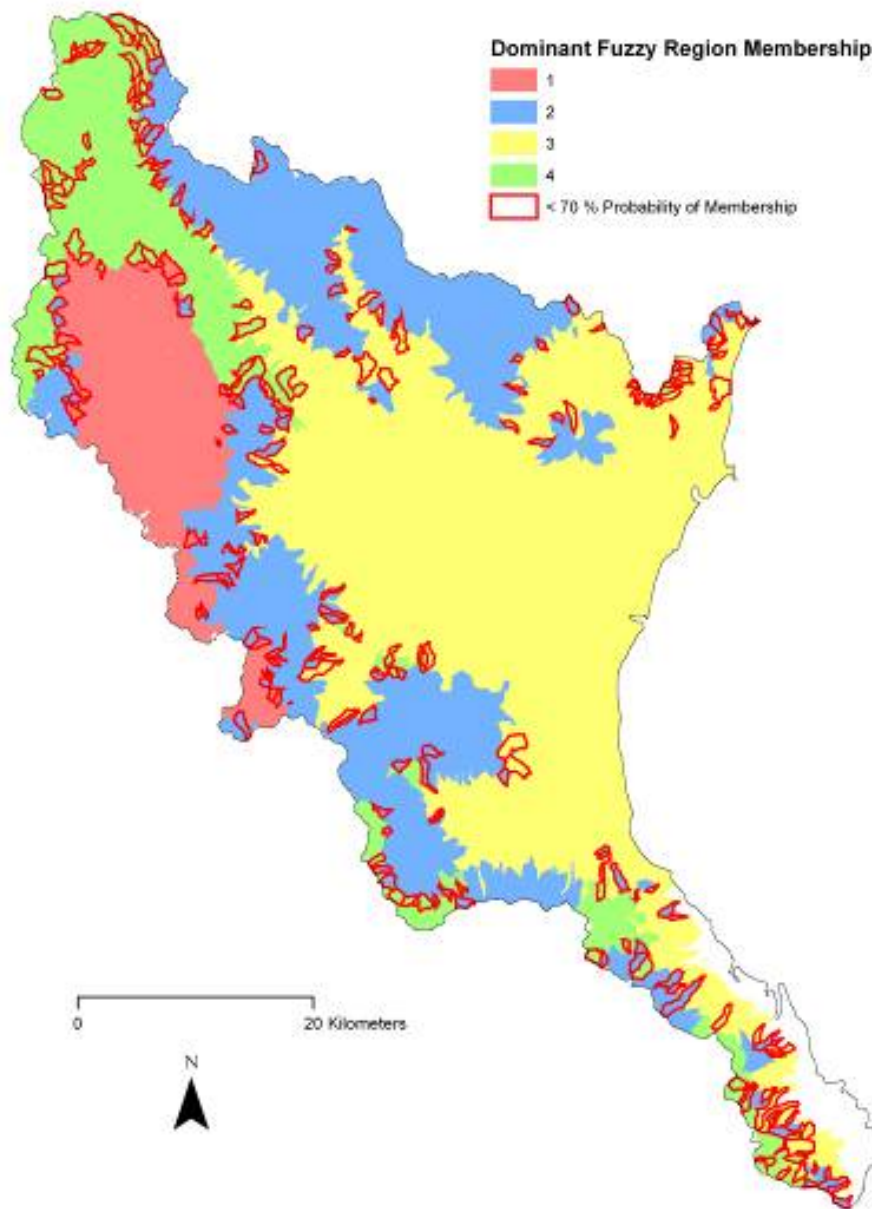 Dominant Fuzzy Region Membership
1
2
3
4
< 70 % Probability of Membership
0 20 Kilometers
N